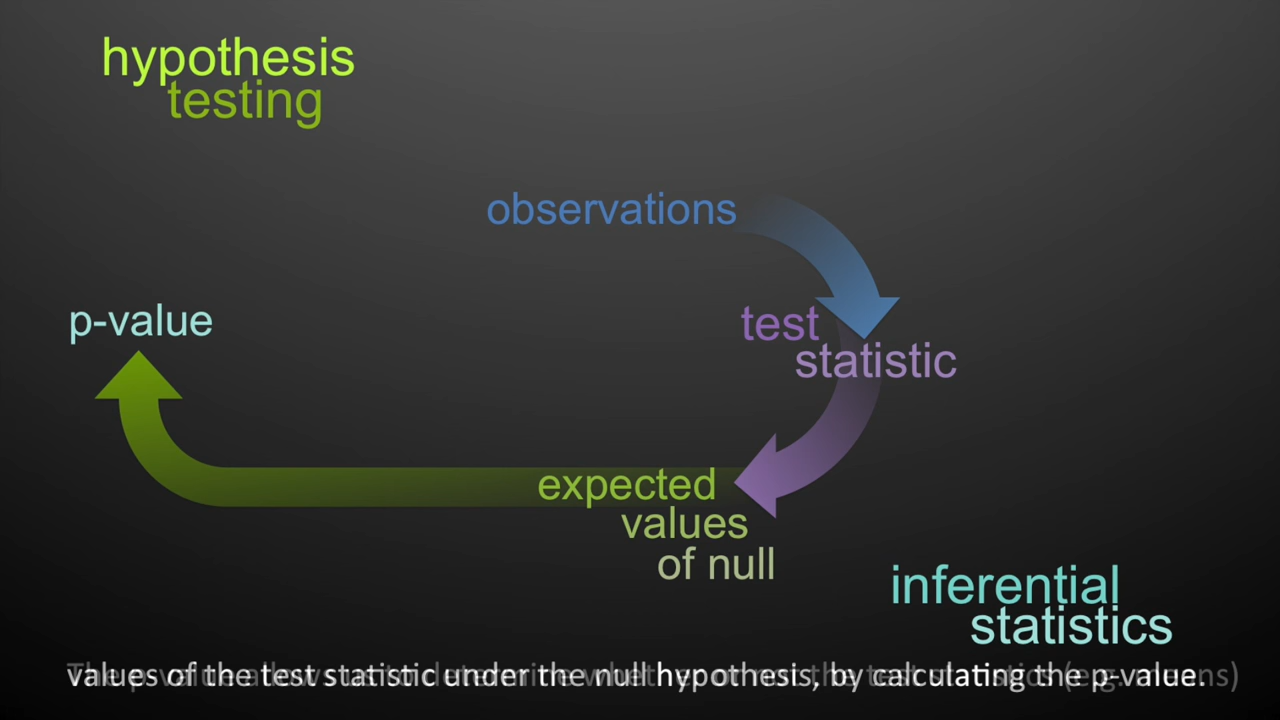 hypothesis
testing
observations
p-value
test
statistic
expected
values
of null
inferential
statistics
values of the test statistic under the null hypothesis, by calculating the p-value.